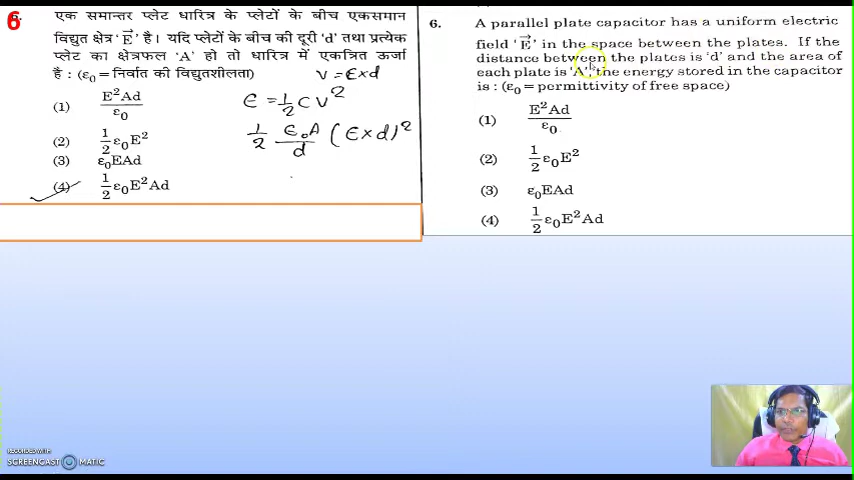 6.
एक समान्तर प्लेट धारित्र के प्लेटों के बीच एकसमान
विद्युत क्षेत्र 'E⃗' है। यदि प्लेटों के बीच की दूरी 'd' तथा प्रत्येक
प्लेट का क्षेत्रफल 'A' हो तो धारित्र में एकत्रित ऊर्जा
है : (ε₀ = निर्वात की विद्युतशीलता)
V = E×d
(1) E²Ad/ε₀
(2) 1/2 ε₀E²
(3) ε₀EAd
(4) 1/2 ε₀E²Ad
E = 1/2 CV²
1/2 ε₀A/d (E×d)²
6. A parallel plate capacitor has a uniform electric
field 'E⃗' in the space between the plates. If the
distance between the plates is 'd' and the area of
each plate is 'A', the energy stored in the capacitor
is : (ε₀ = permittivity of free space)
(1) E²Ad/ε₀
(2) 1/2 ε₀E²
(3) ε₀EAd
(4) 1/2 ε₀E²Ad
RECORDED WITH
SCREENCAST MATIC